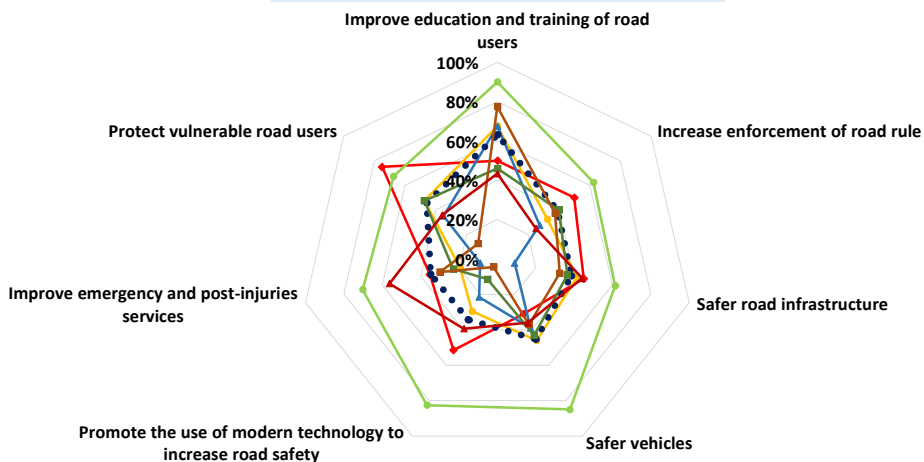 Improve education and training of road
users
100%
80%
60%
40%
20%
0%
Protect vulnerable road users
Increase enforcement of road rule
Improve emergency and post-injuries
services
Safer road infrastructure
Promote the use of modern technology to
increase road safety
Safer vehicles